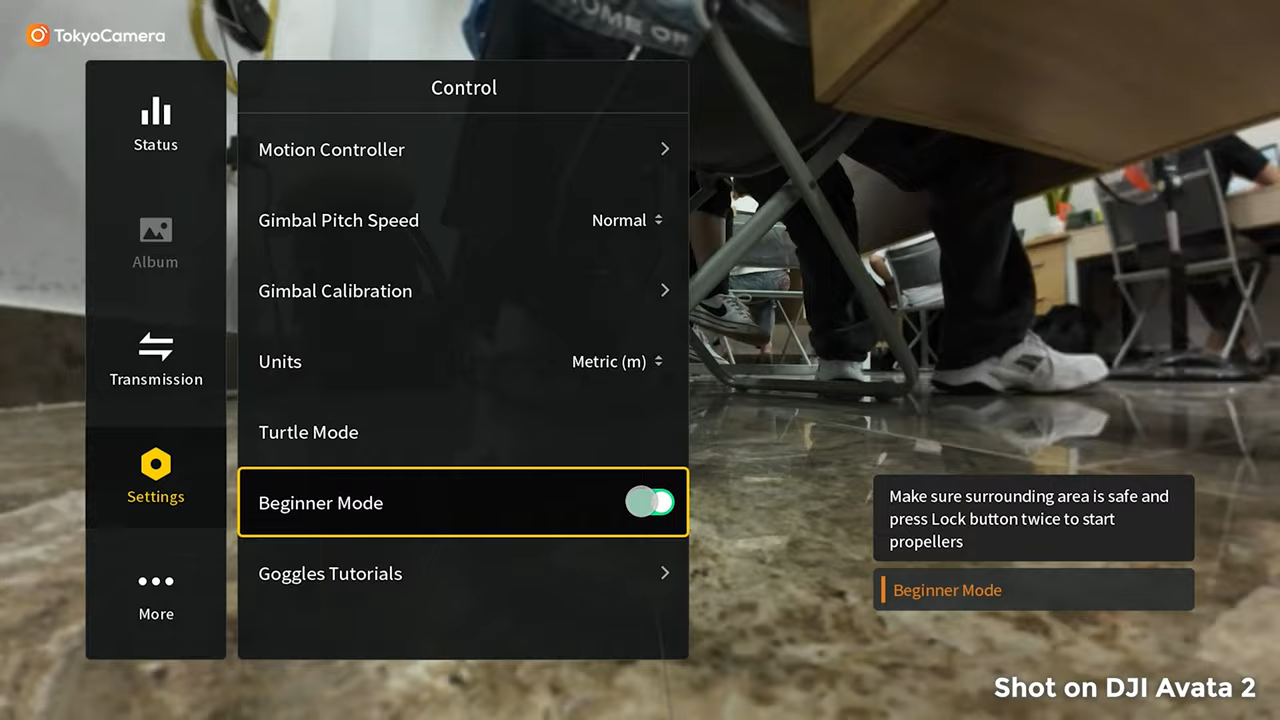 TokyoCamera
Control
Status
Album
Transmission
Settings
More
Motion Controller
Gimbal Pitch Speed Normal
Gimbal Calibration
Units Metric (m)
Turtle Mode
Beginner Mode
Goggles Tutorials
Make sure surrounding area is safe and
press Lock button twice to start
propellers
Beginner Mode
HOME OF
Shot on DJI Avata 2